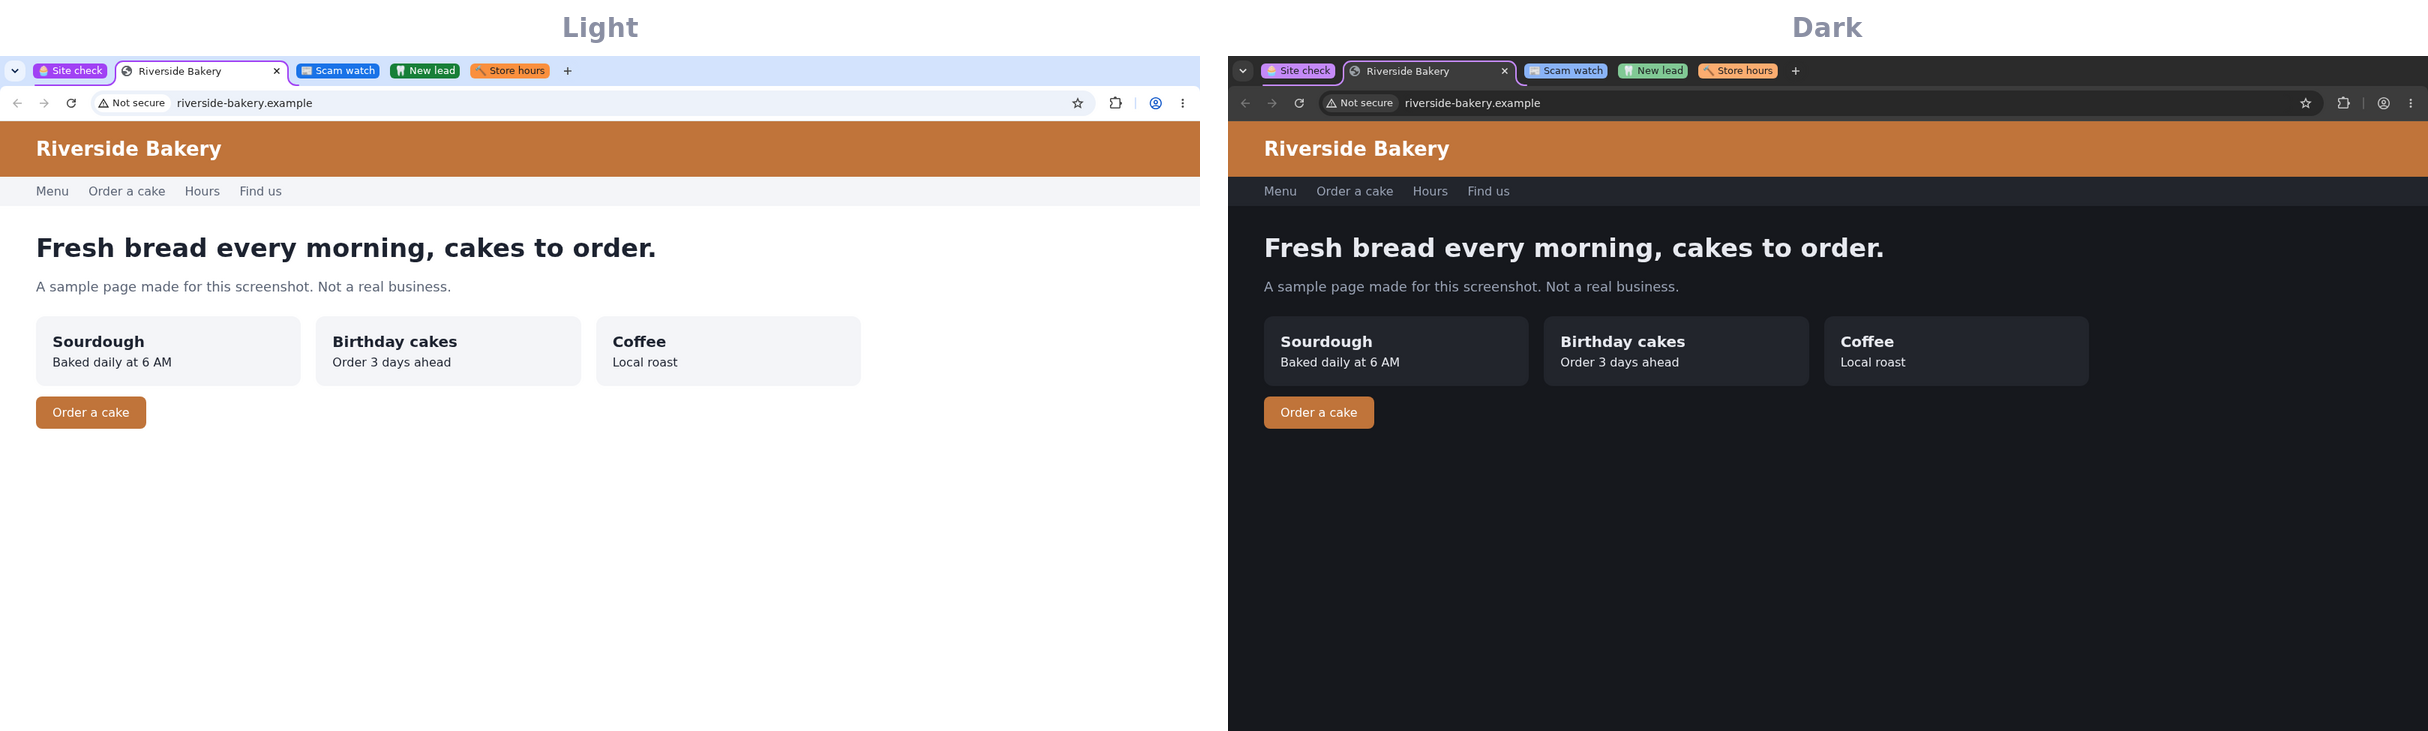 Light
Site check
Riverside Bakery
Scam watch
New lead
Store hours
Not secure
riverside-bakery.example
Riverside Bakery
Menu Order a cake Hours Find us
Fresh bread every morning, cakes to order.
A sample page made for this screenshot. Not a real business.
Sourdough
Baked daily at 6 AM
Birthday cakes
Order 3 days ahead
Coffee
Local roast
Order a cake
Dark
Site check
Riverside Bakery
Scam watch
New lead
Store hours
Not secure
riverside-bakery.example
Riverside Bakery
Menu Order a cake Hours Find us
Fresh bread every morning, cakes to order.
A sample page made for this screenshot. Not a real business.
Sourdough
Baked daily at 6 AM
Birthday cakes
Order 3 days ahead
Coffee
Local roast
Order a cake